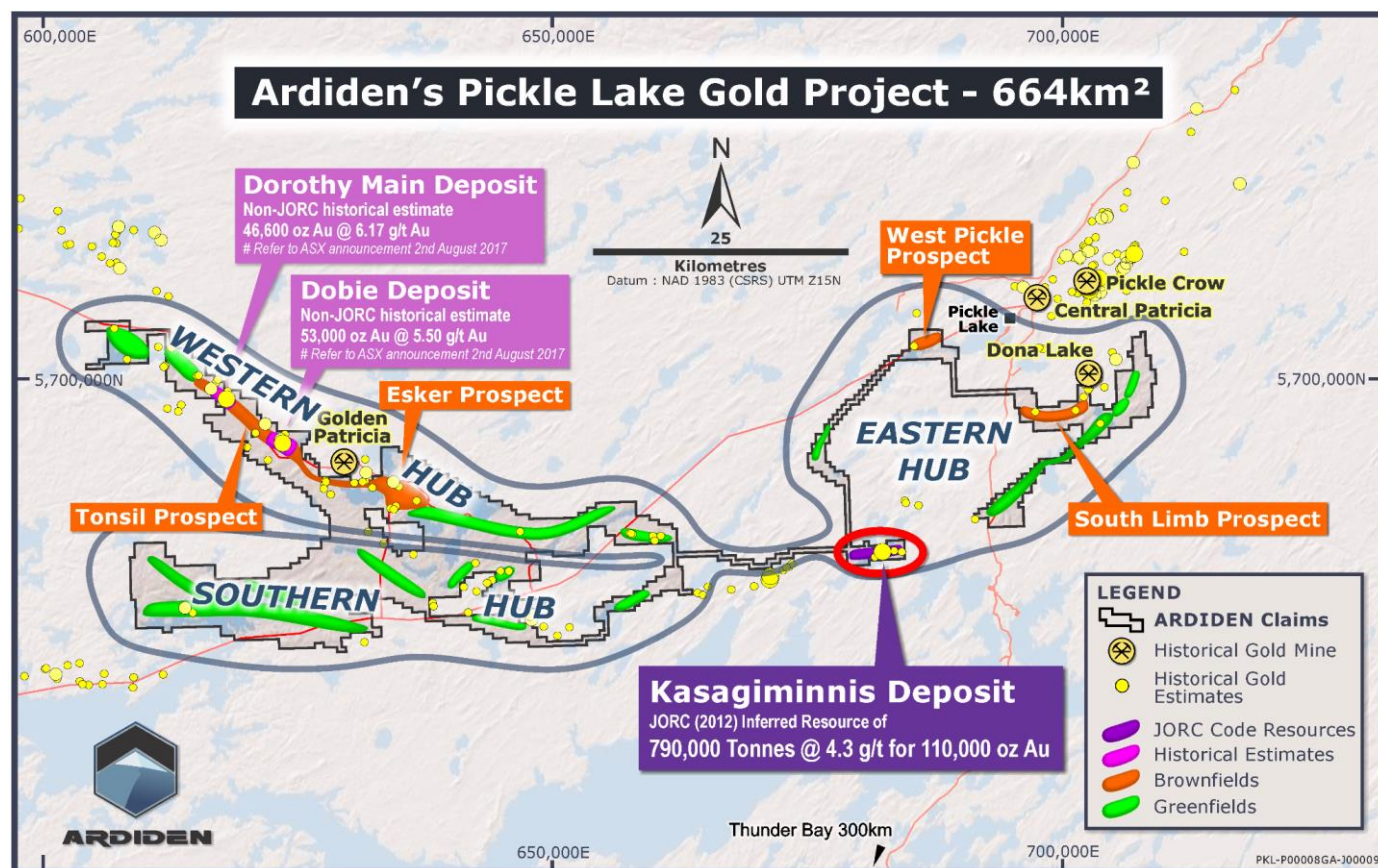 600,000E
650,000E
700,000E
Ardiden's Pickle Lake Gold Project - 664km²
N
25
Kilometres
Datum : NAD 1983 (CSRS) UTM Z15N
Dorothy Main Deposit
Non-JORC historical estimate
46,600 oz Au @ 6.17 g/t Au
# Refer to ASX announcement 2nd August 2017
Dobie Deposit
Non-JORC historical estimate
53,000 oz Au @ 5.50 g/t Au
# Refer to ASX announcement 2nd August 2017
West Pickle
Prospect
Pickle Crow
Central Patricia
Pickle
Lake
Dona Lake
5,700,000N
5,700,000N
WESTERN
HUB
Esker Prospect
Golden
Patricia
Tonsil Prospect
EASTERN
HUB
South Limb Prospect
SOUTHERN
HUB
Kasagiminnis Deposit
JORC (2012) Inferred Resource of
790,000 Tonnes @ 4.3 g/t for 110,000 oz Au
LEGEND
ARDIDEN Claims
Historical Gold Mine
Historical Gold
Estimates
JORC Code Resources
Historical Estimates
Brownfields
Greenfields
ARDIDEN
Thunder Bay 300km
600,000E
650,000E
700,000E
PKL-P00008GA-J00009